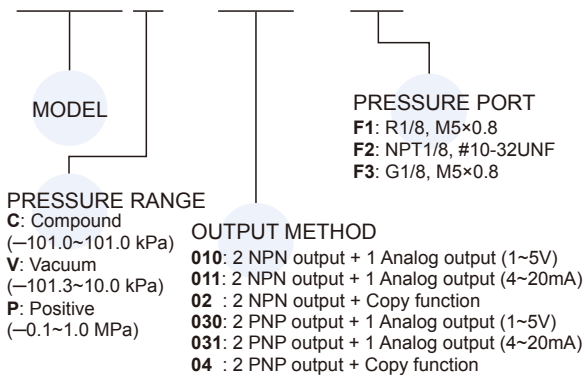 MODEL
PRESSURE PORT
F1: R1/8, M5×0.8
F2: NPT1/8, #10-32UNF
F3: G1/8, M5×0.8
PRESSURE RANGE
C: Compound
(—101.0~101.0 kPa)
V: Vacuum
(—101.3~10.0 kPa)
P: Positive
(—0.1~1.0 MPa)
OUTPUT METHOD
010: 2 NPN output + 1 Analog output (1~5V)
011: 2 NPN output + 1 Analog output (4~20mA)
02 : 2 NPN output + Copy function
030: 2 PNP output + 1 Analog output (1~5V)
031: 2 PNP output + 1 Analog output (4~20mA)
04 : 2 PNP output + Copy function